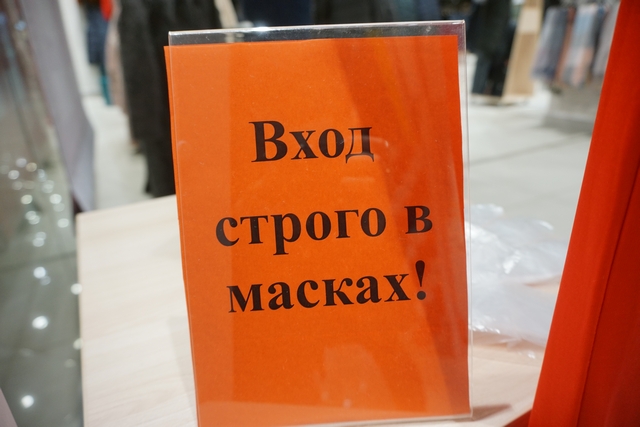 Вход
строго в
масках!